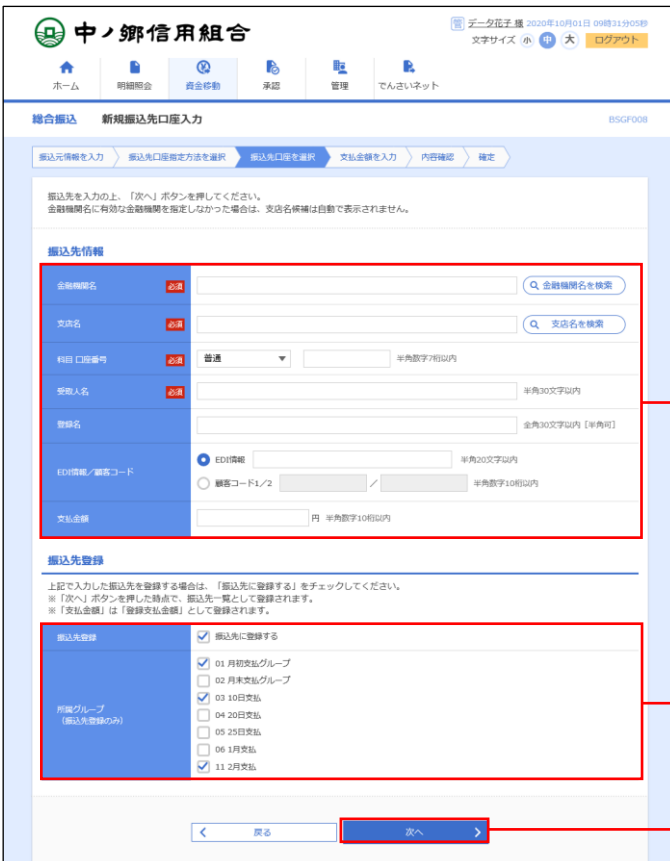 中ノ郷信用組合
管 データ花子 様 2020年10月01日 09時31分05秒
文字サイズ 小 中 大 ログアウト
ホーム 明細照会 資金移動 承認 管理 でんさいネット
総合振込 新規振込先口座入力 BSGF008
振込元情報を入力 振込先口座指定方法を選択 振込先口座を選択 支払金額を入力 内容確認 確定
振込先を入力の上、「次へ」ボタンを押してください。
金融機関名に有効な金融機関を指定しなかった場合は、支店名候補は自動で表示されません。
振込先情報
金融機関名 必須 金融機関名を検索
支店名 必須 支店名を検索
科目 口座番号 必須 普通 半角数字7桁以内
受取人名 必須 半角30文字以内
登録名 全角30文字以内 [半角可]
EDI情報/顧客コード
EDI情報 半角20文字以内
顧客コード1/2 / 半角数字10桁以内
支払金額 円 半角数字10桁以内
振込先登録
上記で入力した振込先を登録する場合は、「振込先に登録する」をチェックしてください。
※「次へ」ボタンを押した時点で、振込先一覧として登録されます。
※「支払金額」は「登録支払金額」として登録されます。
振込先登録 振込先に登録する
所属グループ
(振込先登録のみ)
01 月初支払グループ
02 月末支払グループ
03 10日支払
04 20日支払
05 25日支払
06 1月支払
11 2月支払
戻る 次へ